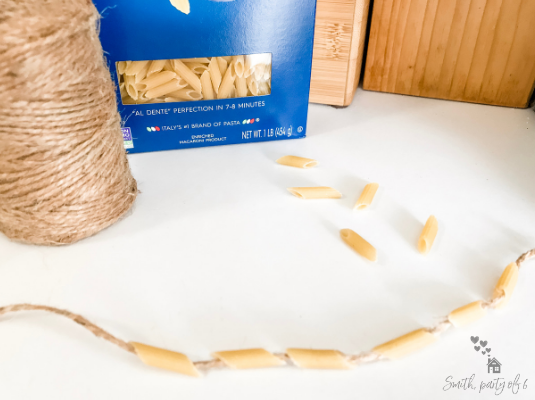 "AL DENTE" PERFECTION IN 7-8 MINUTES
ITALY'S #1 BRAND OF PASTA
ENRICHED
MACARONI PRODUCT
NET WT. 1 LB (454 g)
Smith, party of 6